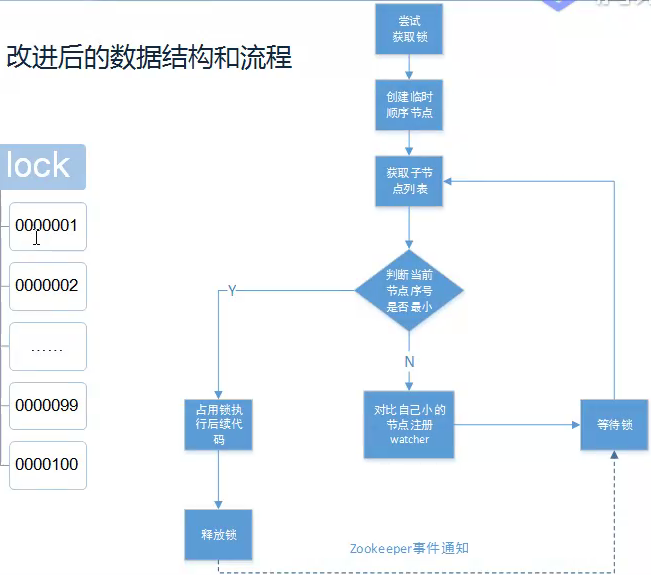 改进后的数据结构和流程
lock
0000001
0000002
……
0000099
0000100
尝试
获取锁
创建临时
顺序节点
获取子节
点列表
判断当前
节点序号
是否最小
Y
N
占用锁执
行后续代
码
对比自己小的
节点注册
watcher
等待锁
释放锁
Zookeeper事件通知